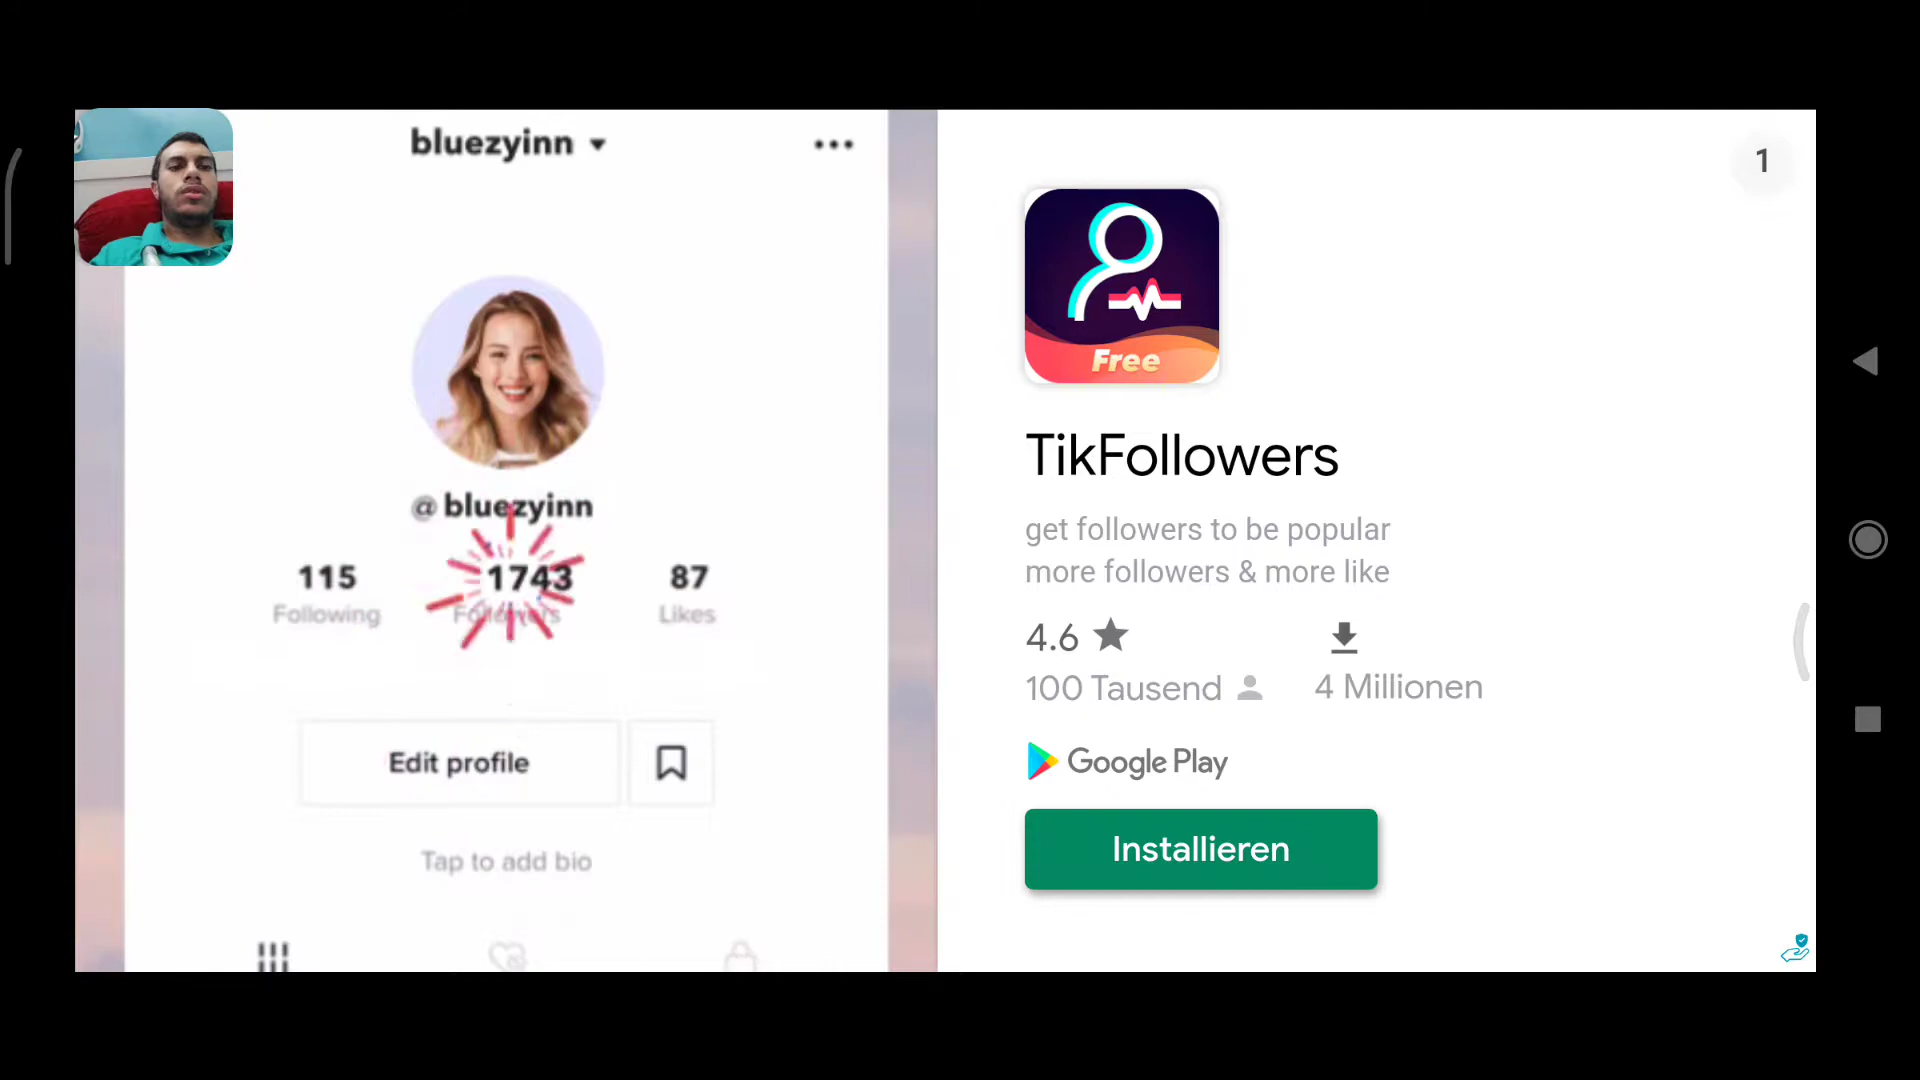 bluezyinn
@bluezyinn
115
1743
87
Following
Followers
Likes
Edit profile
Tap to add bio
1
Free
TikFollowers
get followers to be popular
more followers & more like
4.6
100 Tausend
4 Millionen
Google Play
Installieren